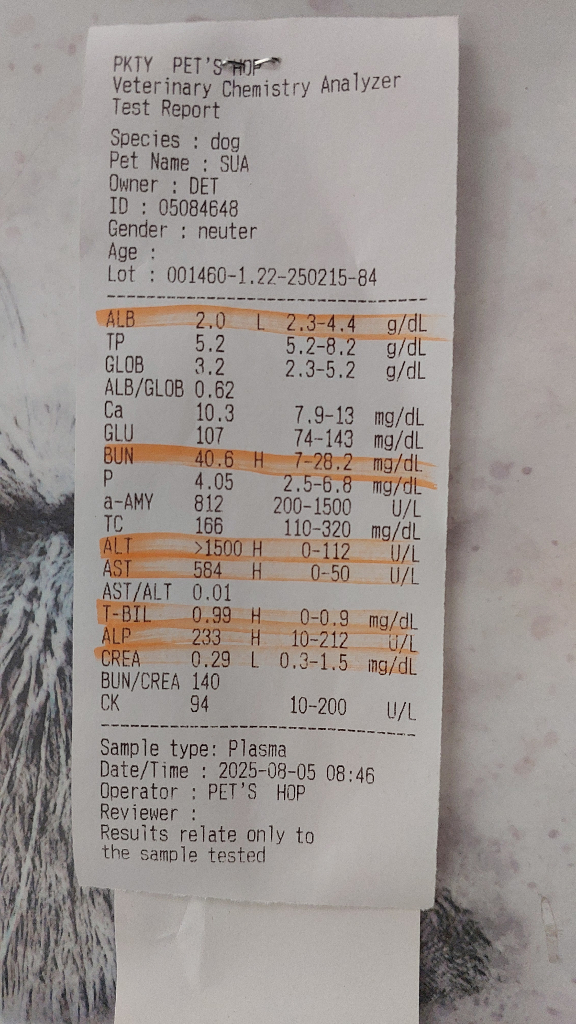 PKTY PET'S HOP
Veterinary Chemistry Analyzer
Test Report
Species : dog
Pet Name : SUA
Owner : DET
ID : 05084648
Gender : neuter
Age :
Lot : 001460-1.22-250215-84
ALB 2.0 L 2.3-4.4 g/dL
TP 5.2 5.2-8.2 g/dL
GLOB 3.2 2.3-5.2 g/dL
ALB/GLOB 0.62
Ca 10.3 7.9-13 mg/dL
GLU 107 74-143 mg/dL
BUN 40.6 H 7-28.2 mg/dL
P 4.05 2.5-6.8 mg/dL
a-AMY 812 200-1500 U/L
TC 166 110-320 mg/dL
ALT >1500 H 0-112 U/L
AST 584 H 0-50 U/L
AST/ALT 0.01
T-BIL 0.99 H 0-0.9 mg/dL
ALP 233 H 10-212 U/L
CREA 0.29 L 0.3-1.5 mg/dL
BUN/CREA 140
CK 94 10-200 U/L
Sample type: Plasma
Date/Time : 2025-08-05 08:46
Operator : PET'S HOP
Reviewer :
Results relate only to
the sample tested